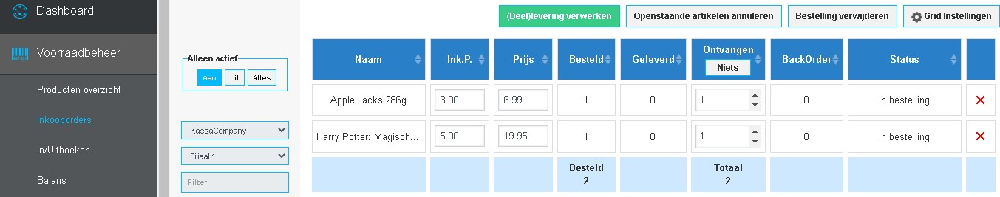 Dashboard
Voorraadbeheer
Producten overzicht
Inkooporders
In/Uitboeken
Balans
Alleen actief
Aan Uit Alles
KassaCompany
Filiaal 1
Filter
(Deel)levering verwerken Openstaande artikelen annuleren Bestelling verwijderen Grid Instellingen
Naam Ink.P. Prijs Besteld Geleverd Ontvangen BackOrder Status
Niets
Apple Jacks 286g 3.00 6.99 1 0 1 0 In bestelling
Harry Potter: Magisch... 5.00 19.95 1 0 1 0 In bestelling
Besteld Totaal
2 2